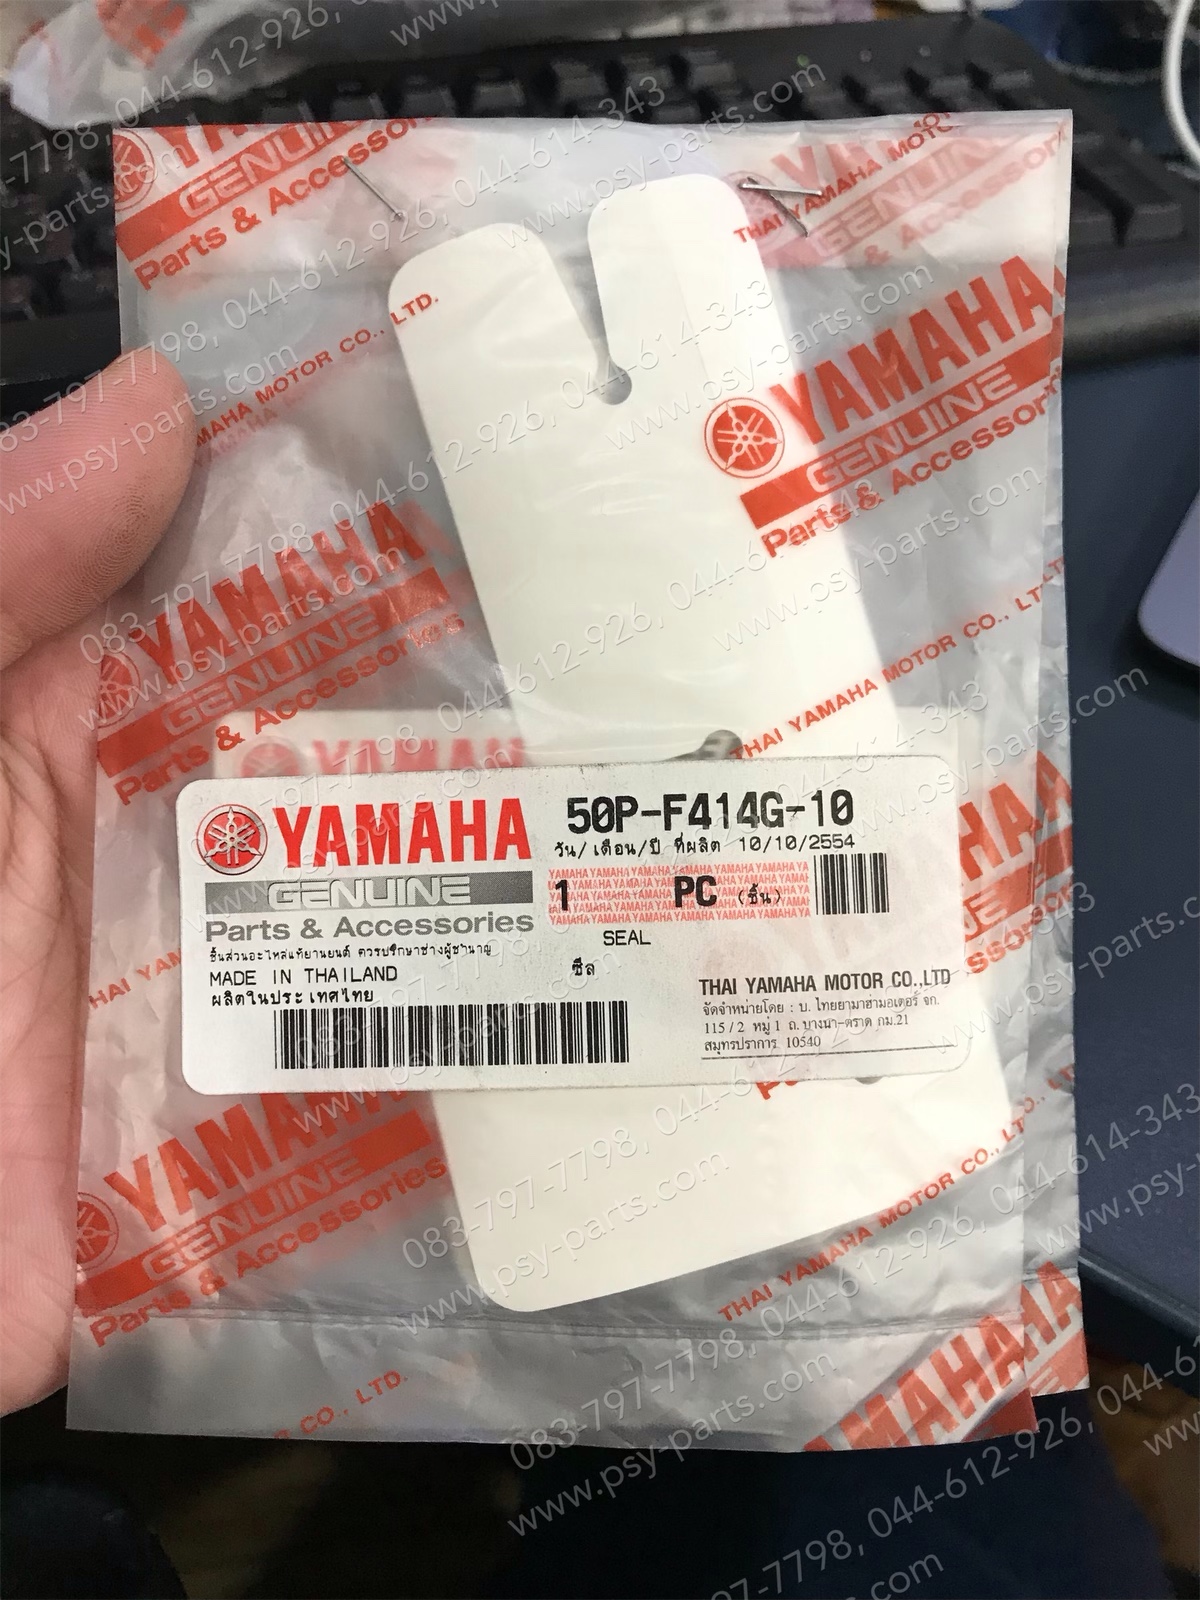 YAMAHA
GENUINE
Parts & Accessories
THAI YAMAHA MOTOR
YAMAHA MOTOR CO., LTD.
YAMAHA
GENUINE
Parts & Accessories
YAMAHA
GENUINE
Parts & Accessories
THAI YAMAHA MOTOR CO., LTD.
YAMAHA
GENUINE
Parts & Accessories
50P-F414G-10
วัน/เดือน/ปี ที่ผลิต 10/10/2554
1 PC (ชิ้น)
SEAL
ซีล
ชิ้นส่วนอะไหล่แท้ยานยนต์ ควรปรึกษาช่างผู้ชำนาญ
MADE IN THAILAND
ผลิตในประเทศไทย
THAI YAMAHA MOTOR CO.,LTD
จัดจำหน่ายโดย : บ. ไทยยามาฮ่ามอเตอร์ จก.
115/2 หมู่ 1 ถ.บางนา-ตราด กม.21
สมุทรปราการ 10540
YAMAHA
GENUINE
Parts & Accessories
THAI YAMAHA MOTOR CO., LTD.
CO., LTD.
YAMAHA
083-797-7798, 044-612-926, 044-614-343
www.psy-parts.com